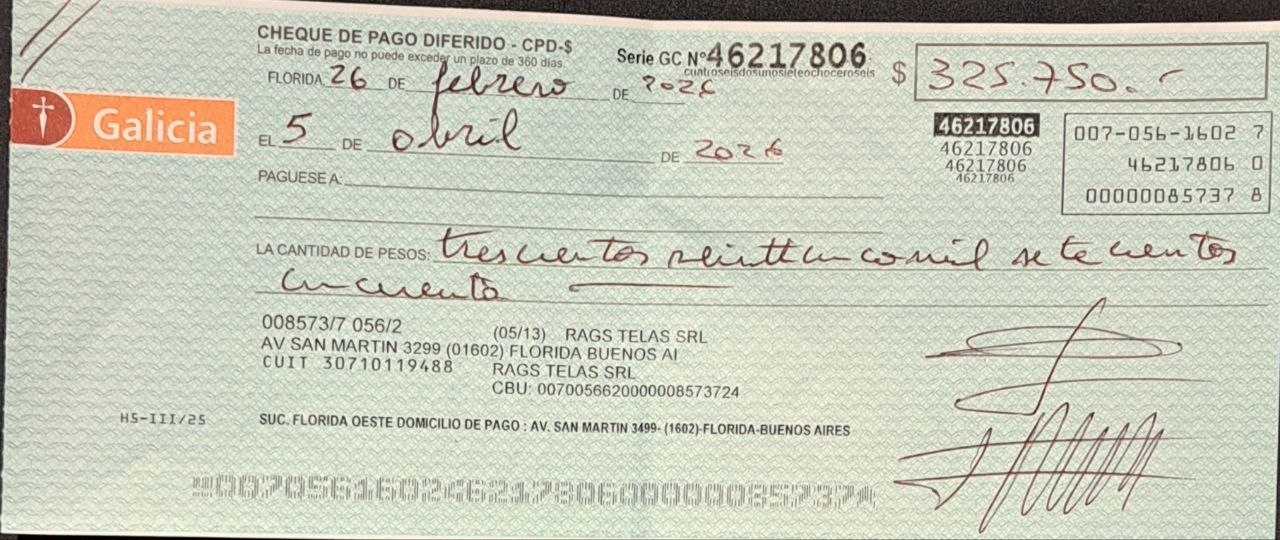 CHEQUE DE PAGO DIFERIDO - CPD-$
La fecha de pago no puede exceder un plazo de 360 días.
Serie GC Nº46217806
cuatroseisdosunosieteochoceroseis
$ 325.750.-
FLORIDA 26 DE febrero DE 2026
Galicia
EL 5 DE abril DE 2026
46217806
46217806
46217806
46217806
007-056-1602 7
46217806 0
00000085737 8
PAGUESE A:
LA CANTIDAD DE PESOS: trescientos veinticinco mil setecientos
cincuenta
008573/7 056/2 (05/13) RAGS TELAS SRL
AV SAN MARTIN 3299 (01602) FLORIDA BUENOS AI
CUIT 30710119488 RAGS TELAS SRL
CBU: 0070056620000008573724
HS-III/25
SUC. FLORIDA OESTE DOMICILIO DE PAGO : AV. SAN MARTIN 3499- (1602)-FLORIDA-BUENOS AIRES